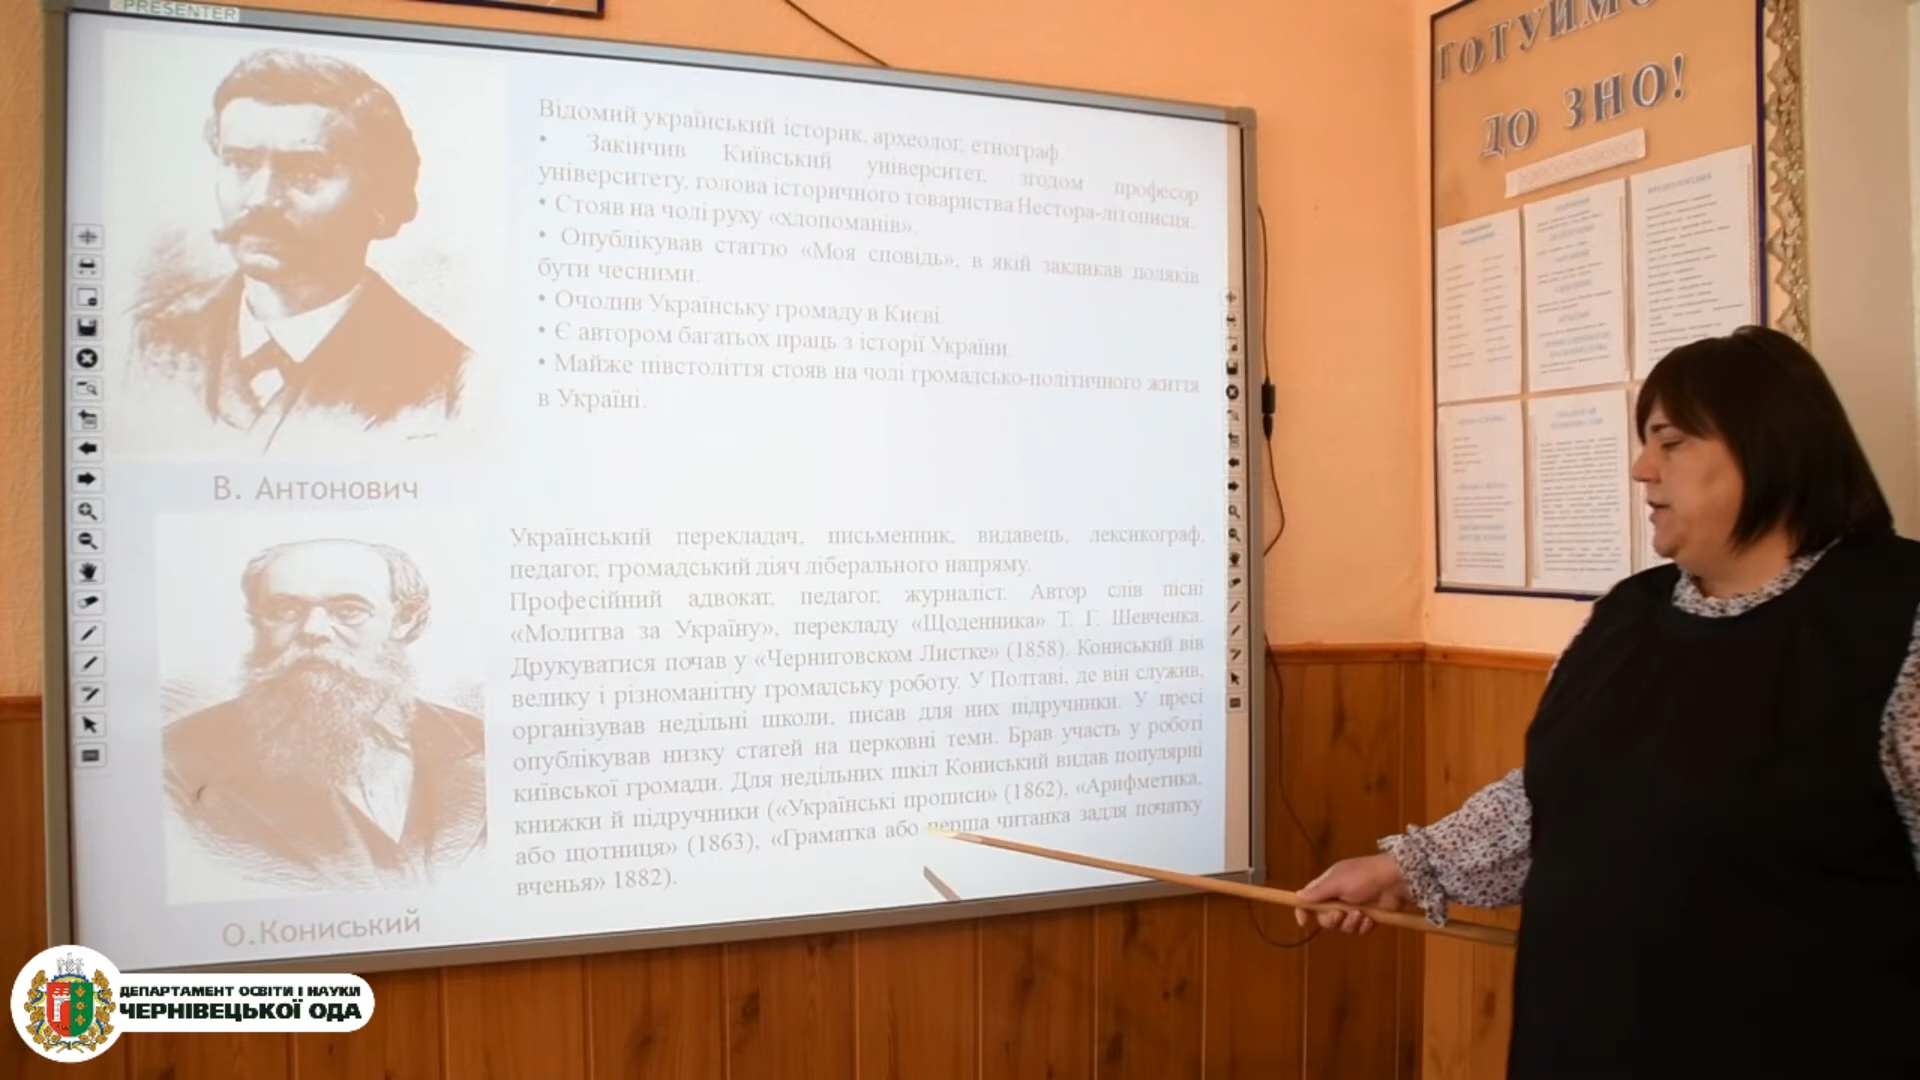 PRESENTER
Відомий український історик, археолог, етнограф.
• Закінчив Київський університет, згодом професор
університету, голова історичного товариства Нестора-літописця.
• Стояв на чолі руху «хлопоманів».
• Опублікував статтю «Моя сповідь», в якій закликав поляків
бути чесними.
• Очолив Українську громаду в Києві.
• Є автором багатьох праць з історії України.
• Майже півстоліття стояв на чолі громадсько-політичного життя
в Україні.
В. Антонович
Український перекладач, письменник, видавець, лексикограф,
педагог, громадський діяч ліберального напряму.
Професійний адвокат, педагог, журналіст. Автор слів пісні
«Молитва за Україну», перекладу «Щоденника» Т. Г. Шевченка.
Друкуватися почав у «Черниговском Листке» (1858). Кониський вів
велику і різноманітну громадську роботу. У Полтаві, де він служив,
організував недільні школи, писав для них підручники. У пресі
опублікував низку статей на церковні теми. Брав участь у роботі
київської громади. Для недільних шкіл Кониський видав популярні
книжки й підручники («Українські прописи» (1862), «Арифметика,
або щотниця» (1863), «Граматка або перша читанка задля початку
вченья» 1882).
О.Кониський
ГОТУЙМО
ДО ЗНО!
ДЕПАРТАМЕНТ ОСВІТИ І НАУКИ
ЧЕРНІВЕЦЬКОЇ ОДА